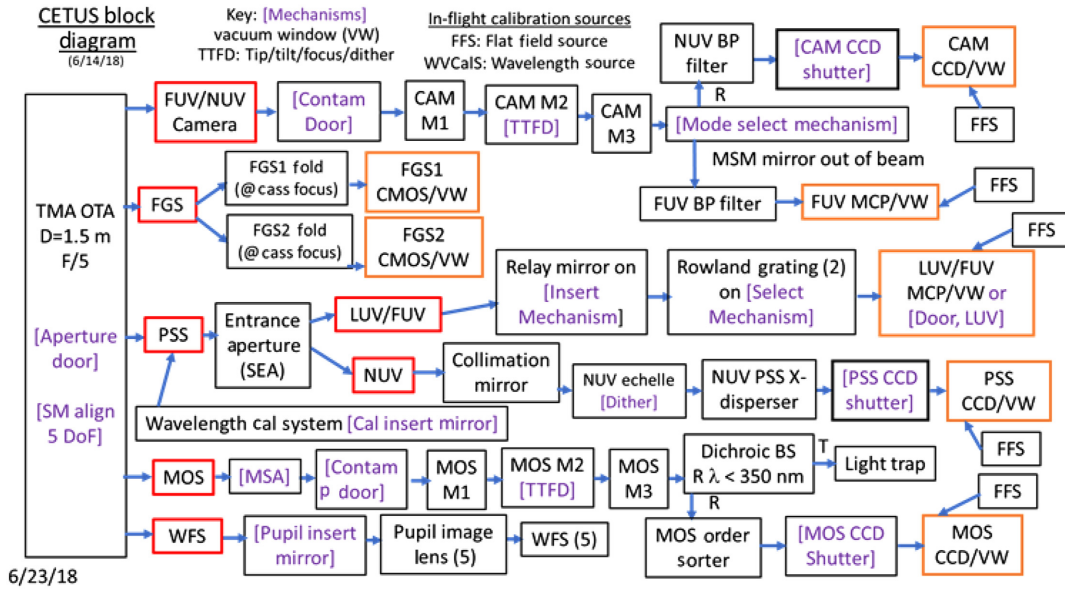 CETUS block
diagram
(6/14/18)
Key: [Mechanisms]
vacuum window (VW)
TTFD: Tip/tilt/focus/dither
In-flight calibration sources
FFS: Flat field source
WVCalS: Wavelength source
TMA OTA
D=1.5 m
F/5
[Aperture
door]
[SM align
5 DoF]
FUV/NUV
Camera
[Contam
Door]
CAM
M1
CAM M2
[TTFD]
CAM
M3
[Mode select mechanism]
R
NUV BP
filter
[CAM CCD
shutter]
CAM
CCD/VW
FFS
MSM mirror out of beam
FUV BP filter
FUV MCP/VW
FFS
FGS
FGS1 fold
(@ cass focus)
FGS1
CMOS/VW
FGS2 fold
(@ cass focus)
FGS2
CMOS/VW
PSS
Entrance
aperture
(SEA)
LUV/FUV
Relay mirror on
[Insert
Mechanism]
Rowland grating (2)
on [Select
Mechanism]
LUV/FUV
MCP/VW or
[Door, LUV]
FFS
NUV
Collimation
mirror
NUV echelle
[Dither]
NUV PSS X-
disperser
[PSS CCD
shutter]
PSS
CCD/VW
FFS
Wavelength cal system [Cal insert mirror]
MOS
[MSA]
[Contam
p door]
MOS
M1
MOS M2
[TTFD]
MOS
M3
Dichroic BS
R λ < 350 nm
T
Light trap
R
MOS order
sorter
[MOS CCD
Shutter]
MOS
CCD/VW
FFS
WFS
[Pupil insert
mirror]
Pupil image
lens (5)
WFS (5)
6/23/18